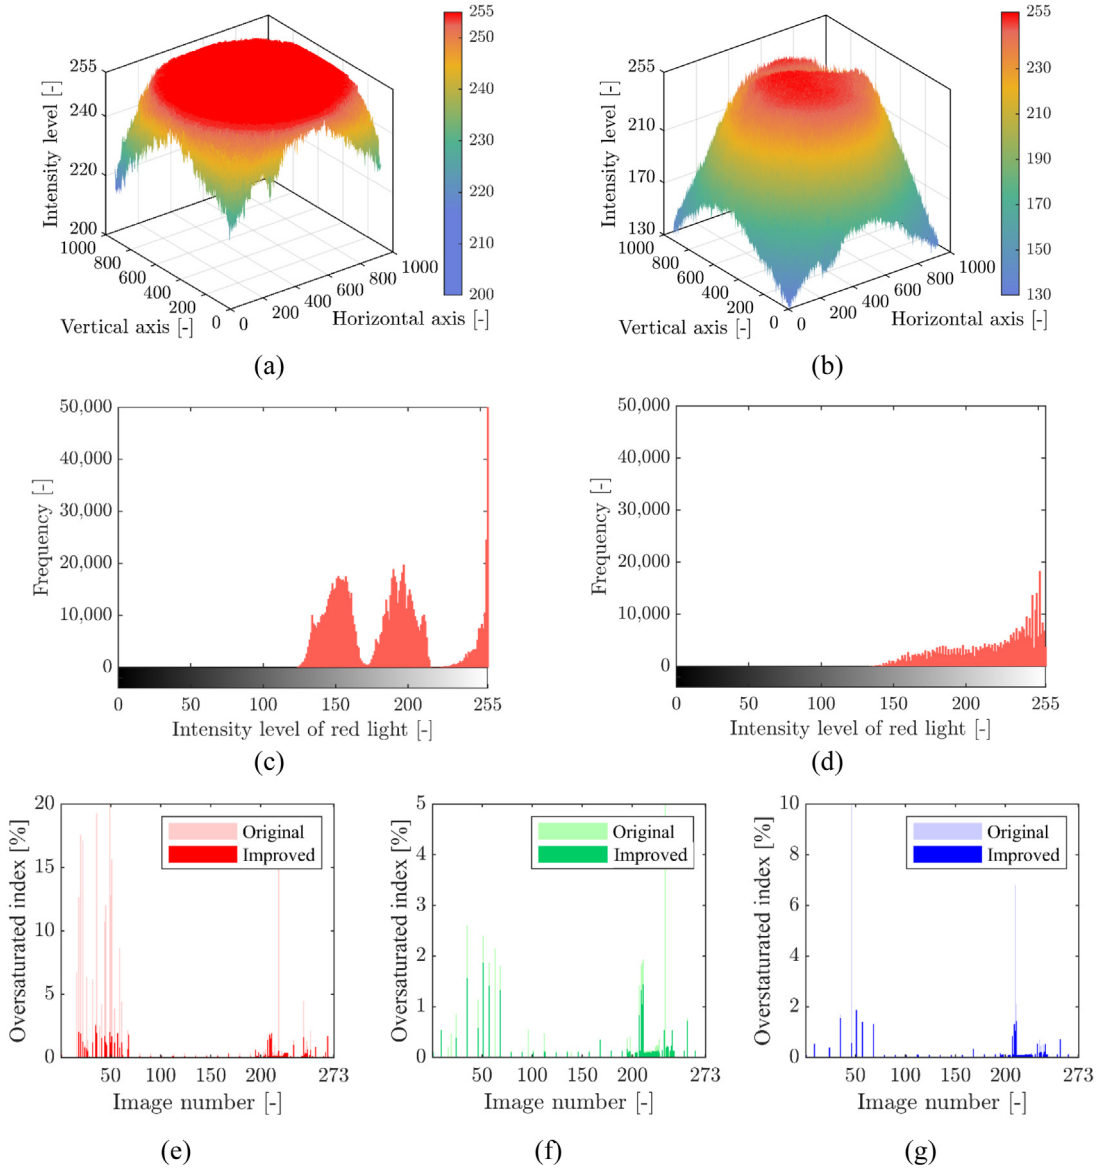 255
250
240
230
220
210
200
Intensity level [-]
255
240
220
200
1000
800
600
400
200
0
0
200
400
600
800
1000
Vertical axis [-]
Horizontal axis [-]
(a)
255
230
210
190
170
150
130
Intensity level [-]
255
210
170
130
1000
800
600
400
200
0
0
200
400
600
800
1000
Vertical axis [-]
Horizontal axis [-]
(b)
Frequency [-]
50,000
40,000
30,000
20,000
10,000
0
0 50 100 150 200 255
Intensity level of red light [-]
(c)
Frequency [-]
50,000
40,000
30,000
20,000
10,000
0
0 50 100 150 200 255
Intensity level of red light [-]
(d)
Oversaturated index [%]
20
15
10
5
0
Original
Improved
50 100 150 200 273
Image number [-]
(e)
Oversaturated index [%]
5
4
3
2
1
0
Original
Improved
50 100 150 200 273
Image number [-]
(f)
Overstaturated index [%]
10
8
6
4
2
0
Original
Improved
50 100 150 200 273
Image number [-]
(g)